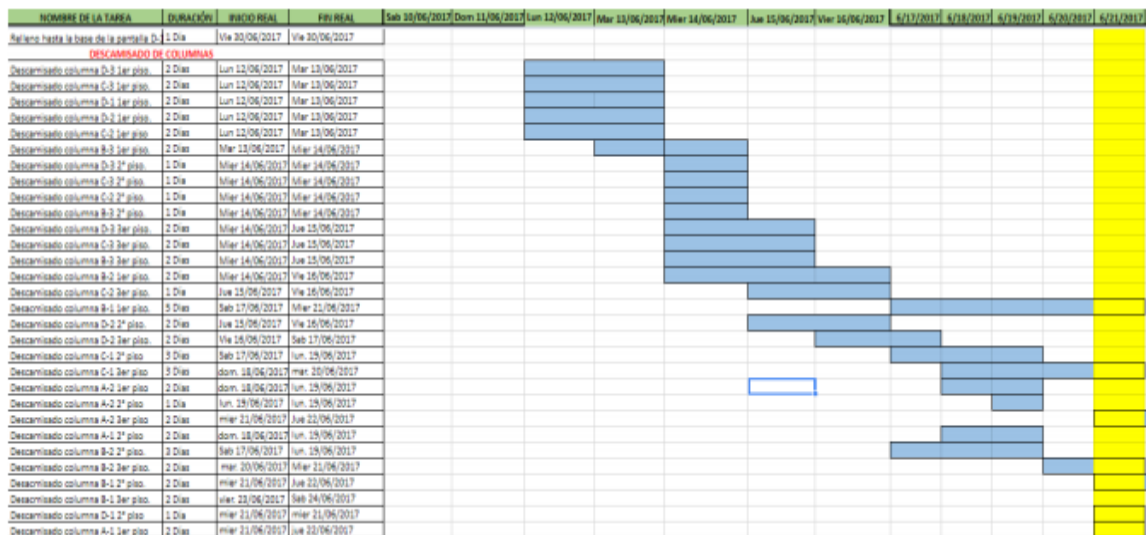 NOMBRE DE LA TAREA DURACIÓN INICIO REAL FIN REAL Sab 10/06/2017 Dom 11/06/2017 Lun 12/06/2017 Mar 13/06/2017 Mier 14/06/2017 Jue 15/06/2017 Vier 16/06/2017 6/17/2017 6/18/2017 6/19/2017 6/20/2017 6/21/2017
Relleno hasta la base de la pantalla D-1 1 Dia Vie 30/06/2017 Vie 30/06/2017
DESCAMISADO DE COLUMNAS
Descamisado columna D-3 1er piso. 2 Dias Lun 12/06/2017 Mar 13/06/2017
Descamisado columna C-3 1er piso. 2 Dias Lun 12/06/2017 Mar 13/06/2017
Descamisado columna D-1 1er piso. 2 Dias Lun 12/06/2017 Mar 13/06/2017
Descamisado columna D-2 1er piso. 2 Dias Lun 12/06/2017 Mar 13/06/2017
Descamisado columna C-2 1er piso 2 Dias Lun 12/06/2017 Mar 13/06/2017
Descamisado columna B-3 1er piso. 2 Dias Mar 13/06/2017 Mier 14/06/2017
Descamisado columna D-3 2° piso. 1 Dia Mier 14/06/2017 Mier 14/06/2017
Descamisado columna C-3 2° piso. 1 Dia Mier 14/06/2017 Mier 14/06/2017
Descamisado columna C-2 2° piso. 1 Dia Mier 14/06/2017 Mier 14/06/2017
Descamisado columna B-3 2° piso. 1 Dia Mier 14/06/2017 Mier 14/06/2017
Descamisado columna D-3 3er piso. 2 Dias Mier 14/06/2017 Jue 15/06/2017
Descamisado columna C-3 3er piso. 2 Dias Mier 14/06/2017 Jue 15/06/2017
Descamisado columna B-3 3er piso. 2 Dias Mier 14/06/2017 Jue 15/06/2017
Descamisado columna B-2 1er piso. 2 Dias Mier 14/06/2017 Vie 16/06/2017
Descamisado columna C-2 3er piso. 1 Dia Jue 15/06/2017 Vie 16/06/2017
Descamisado columna B-1 1er piso. 5 Dias Sab 17/06/2017 Mier 21/06/2017
Descamisado columna D-2 2° piso. 2 Dias Jue 15/06/2017 Vie 16/06/2017
Descamisado columna D-2 3er piso. 2 Dias Vie 16/06/2017 Sab 17/06/2017
Descamisado columna C-1 2° piso 3 Dias Sab 17/06/2017 lun. 19/06/2017
Descamisado columna C-1 3er piso 3 Dias dom. 18/06/2017 mar. 20/06/2017
Descamisado columna A-2 1er piso. 2 Dias dom. 18/06/2017 lun. 19/06/2017
Descamisado columna A-2 2° piso 1 Dia lun. 19/06/2017 lun. 19/06/2017
Descamisado columna A-2 3er piso 2 Dias mier 21/06/2017 Jue 22/06/2017
Descamisado columna A-1 2° piso 2 Dias dom. 18/06/2017 lun. 19/06/2017
Descamisado columna B-2 2° piso. 3 Dias Sab 17/06/2017 lun. 19/06/2017
Descamisado columna B-2 3er piso. 2 Dias mar. 20/06/2017 Mier 21/06/2017
Desacmisado columna B-1 2° piso. 2 Dias mier 21/06/2017 Jue 22/06/2017
Desacmisado columna B-1 3er piso. 2 Dias vier. 23/06/2017 Sab 24/06/2017
Descamisado columna D-1 2° piso 1 Dia mier 21/06/2017 mier 21/06/2017
Descamisado columna A-1 1er piso 2 Dias mier 21/06/2017 jue 22/06/2017